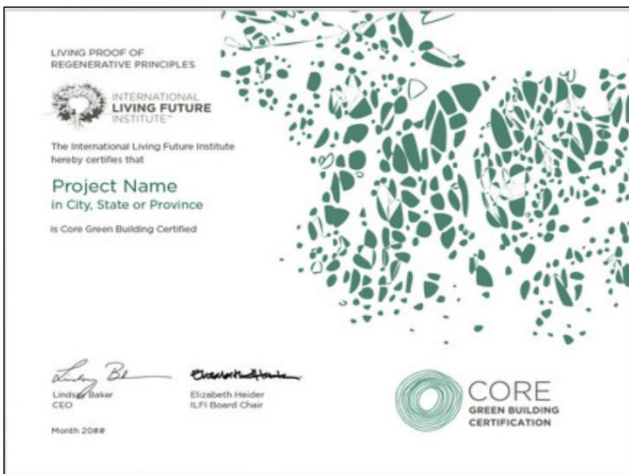 LIVING PROOF OF
REGENERATIVE PRINCIPLES
INTERNATIONAL
LIVING FUTURE
INSTITUTE™
The International Living Future Institute
hereby certifies that
Project Name
in City, State or Province
is Core Green Building Certified
Lindsay Baker
CEO
Elizabeth Heider
ILFI Board Chair
Month 20##
CORE
GREEN BUILDING
CERTIFICATION